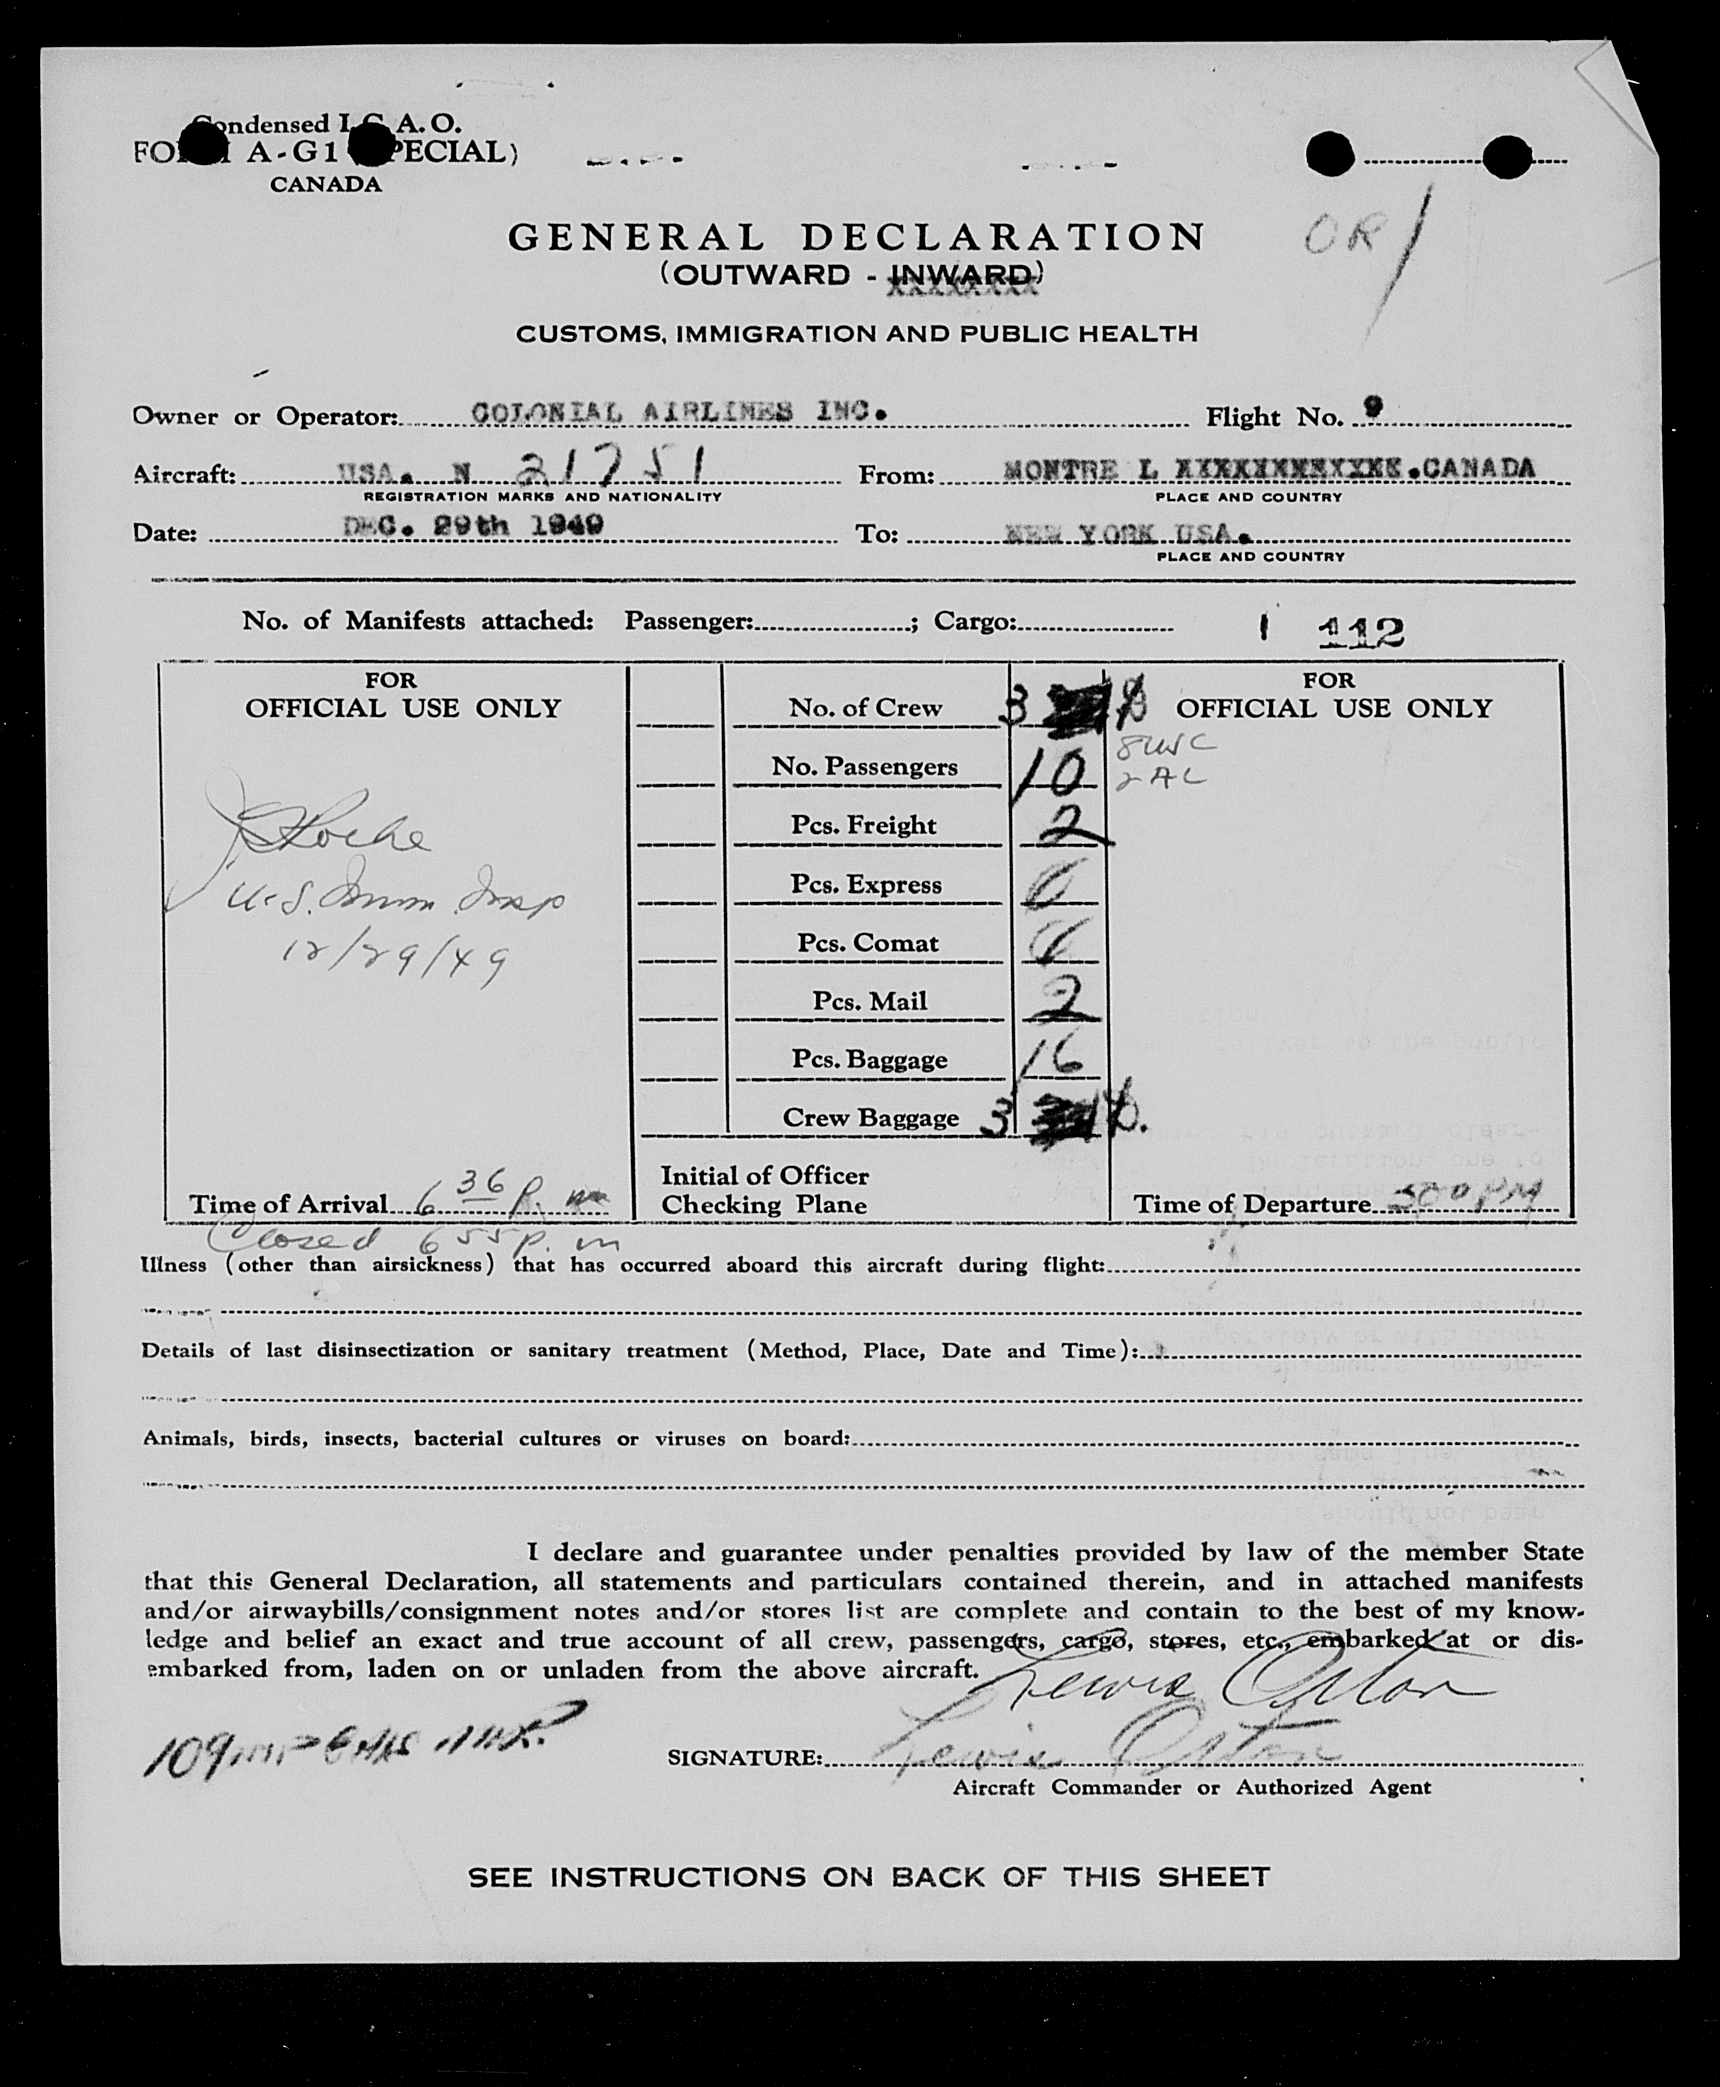 Condensed I.C.A.O.
FORM A-G1 (SPECIAL)
CANADA
OR
GENERAL DECLARATION
(OUTWARD - INWARD)
CUSTOMS, IMMIGRATION AND PUBLIC HEALTH
Owner or Operator: COLONIAL AIRLINES INC. Flight No. 9
Aircraft: USA. N 21751 From: MONTRE L XXXXXXXXXXXXX.CANADA
REGISTRATION MARKS AND NATIONALITY PLACE AND COUNTRY
Date: DEC. 29th 1949 To: NEW YORK USA.
PLACE AND COUNTRY
No. of Manifests attached: Passenger: ; Cargo: 1 112
FOR FOR
OFFICIAL USE ONLY No. of Crew 3 OFFICIAL USE ONLY
8 USC
No. Passengers 10 2 AL
Pcs. Freight 2
Pcs. Express 0
U.S. Imm. Insp
Pcs. Comat 0
12/29/49
Pcs. Mail 2
Pcs. Baggage 16
Crew Baggage 3
Initial of Officer
Time of Arrival 6 36 P. m Checking Plane Time of Departure 500 PM
Closed 6 55 p. m
Illness (other than airsickness) that has occurred aboard this aircraft during flight:
Details of last disinsectization or sanitary treatment (Method, Place, Date and Time):
Animals, birds, insects, bacterial cultures or viruses on board:
I declare and guarantee under penalties provided by law of the member State
that this General Declaration, all statements and particulars contained therein, and in attached manifests
and/or airwaybills/consignment notes and/or stores list are complete and contain to the best of my know-
ledge and belief an exact and true account of all crew, passengers, cargo, stores, etc., embarked at or dis-
embarked from, laden on or unladen from the above aircraft.
Lewis Orton
109
SIGNATURE: Lewis Orton
Aircraft Commander or Authorized Agent
SEE INSTRUCTIONS ON BACK OF THIS SHEET